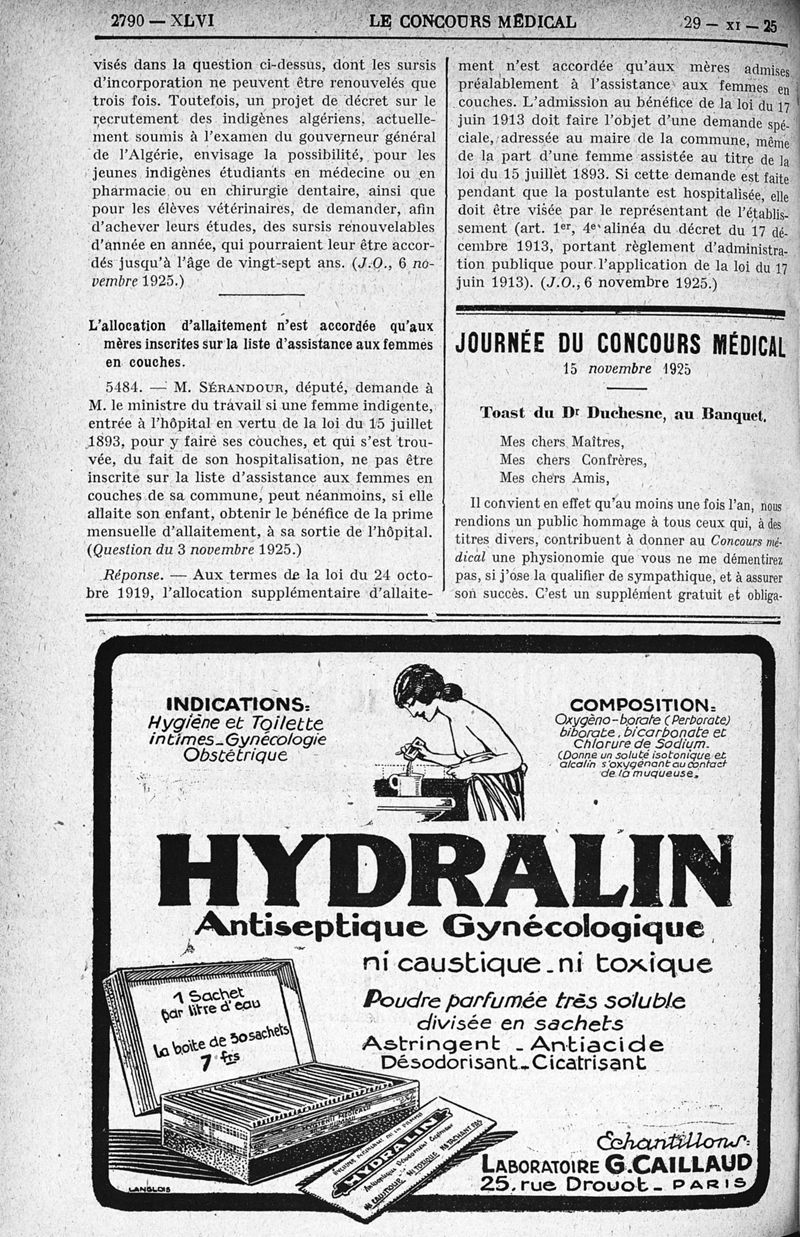 2790 — XLVI
LE CONCOURS MÉDICAL
29 — XI — 25
visés dans la question ci-dessus, dont les sursis
d'incorporation ne peuvent être renouvelés que
trois fois. Toutefois, un projet de décret sur le
recrutement des indigènes algériens, actuelle-
ment soumis à l'examen du gouverneur général
de l'Algérie, envisage la possibilité, pour les
jeunes indigènes étudiants en médecine ou en
pharmacie ou en chirurgie dentaire, ainsi que
pour les élèves vétérinaires, de demander, afin
d'achever leurs études, des sursis renouvelables
d'année en année, qui pourraient leur être accor-
dés jusqu'à l'âge de vingt-sept ans. (J.O., 6 no-
vembre 1925.)
L'allocation d'allaitement n'est accordée qu'aux
mères inscrites sur la liste d'assistance aux femmes
en couches.
5484. — M. SÉRANDOUR, député, demande à
M. le ministre du travail si une femme indigente,
entrée à l'hôpital en vertu de la loi du 15 juillet
1893, pour y faire ses couches, et qui s'est trou-
vée, du fait de son hospitalisation, ne pas être
inscrite sur la liste d'assistance aux femmes en
couches de sa commune, peut néanmoins, si elle
allaite son enfant, obtenir le bénéfice de la prime
mensuelle d'allaitement, à sa sortie de l'hôpital.
(Question du 3 novembre 1925.)
Réponse. — Aux termes de la loi du 24 octo-
bre 1919, l'allocation supplémentaire d'allaite-
ment n'est accordée qu'aux mères admises
préalablement à l'assistance aux femmes en
couches. L'admission au bénéfice de la loi du 17
juin 1913 doit faire l'objet d'une demande spé-
ciale, adressée au maire de la commune, même
de la part d'une femme assistée au titre de la
loi du 15 juillet 1893. Si cette demande est faite
pendant que la postulante est hospitalisée, elle
doit être visée par le représentant de l'établis-
sement (art. 1er, 4e alinéa du décret du 17 dé-
cembre 1913, portant règlement d'administra-
tion publique pour l'application de la loi du 17
juin 1913). (J.O., 6 novembre 1925.)
JOURNÉE DU CONCOURS MÉDICAL
15 novembre 1925
Toast du Dr Duchesne, au Banquet.
Mes chers Maîtres,
Mes chers Confrères,
Mes chers Amis,
Il convient en effet qu'au moins une fois l'an, nous
rendions un public hommage à tous ceux qui, à des
titres divers, contribuent à donner au Concours mé-
dical une physionomie que vous ne me démentirez
pas, si j'ose la qualifier de sympathique, et à assurer
son succès. C'est un supplément gratuit et obliga-
INDICATIONS:
Hygiène et Toilette
intimes_Gynécologie
Obstétrique
COMPOSITION:
Oxygèno-borate (Perborate)
biborate, bicarbonate et
Chlorure de Sodium.
(Donne un soluté isotonique et
alcalin s'oxygénant au contact
de la muqueuse.
HYDRALIN
Antiseptique Gynécologique
ni caustique_ni toxique
Poudre parfumée très soluble
divisée en sachets
Astringent _ Antiacide
Désodorisant_Cicatrisant
1 Sachet
par litre d'eau
La boîte de 30 sachets
7 frs
HYDRALIN
Antiseptique
NI CAUSTIQUE NI TOXIQUE NE TACHANT PAS
Echantillons:
LABORATOIRE G. CAILLAUD
25, rue Drouot _ PARIS
LANGLOIS